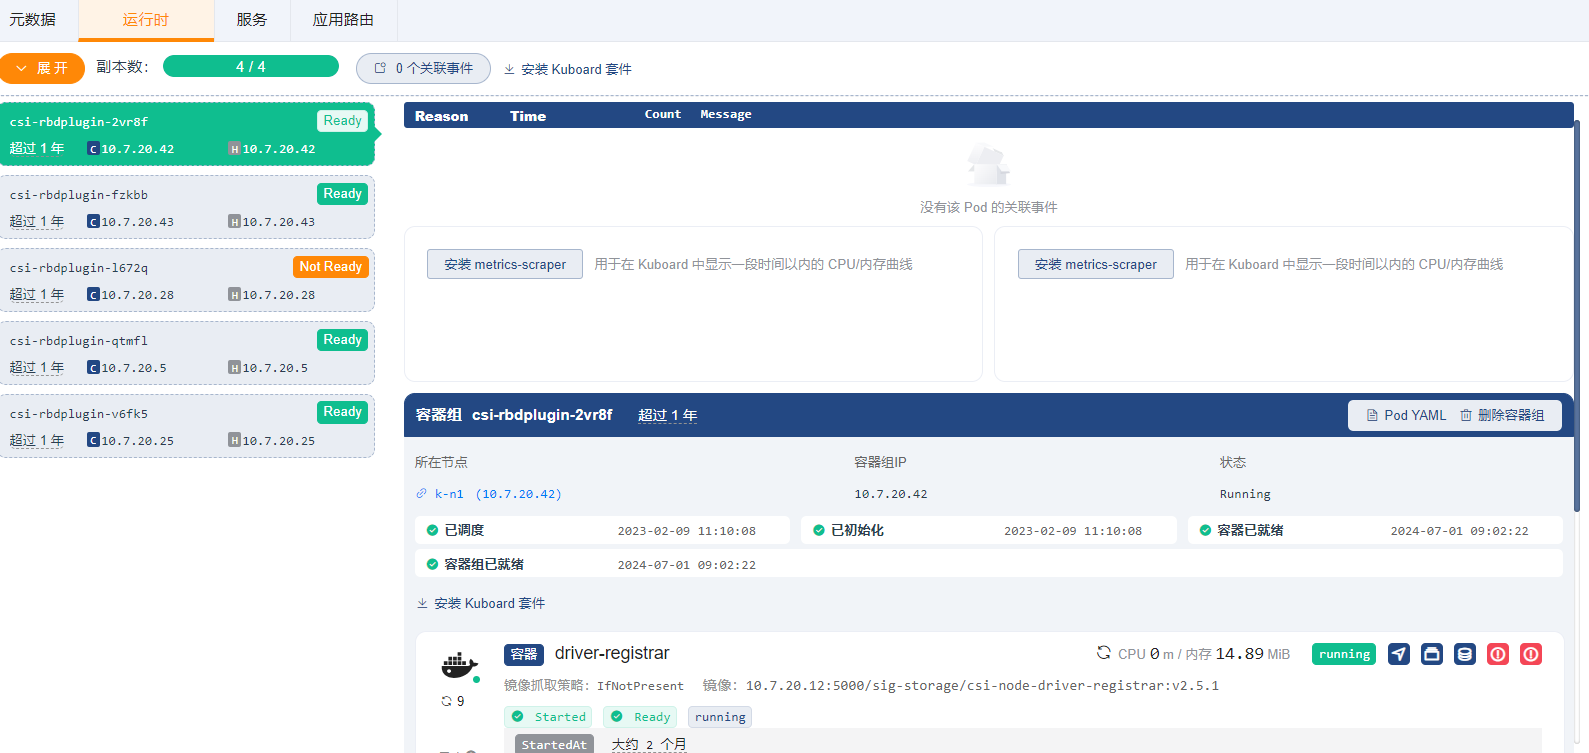 元数据 运行时 服务 应用路由
展 开 副本数： 4 / 4 0 个关联事件 安装 Kuboard 套件
csi-rbdplugin-2vr8f Ready
超过 1 年 C 10.7.20.42 H 10.7.20.42
csi-rbdplugin-fzkbb Ready
超过 1 年 C 10.7.20.43 H 10.7.20.43
csi-rbdplugin-l672q Not Ready
超过 1 年 C 10.7.20.28 H 10.7.20.28
csi-rbdplugin-qtmfl Ready
超过 1 年 C 10.7.20.5 H 10.7.20.5
csi-rbdplugin-v6fk5 Ready
超过 1 年 C 10.7.20.25 H 10.7.20.25
Reason Time Count Message
没有该 Pod 的关联事件
安装 metrics-scraper 用于在 Kuboard 中显示一段时间以内的 CPU/内存曲线
安装 metrics-scraper 用于在 Kuboard 中显示一段时间以内的 CPU/内存曲线
容器组 csi-rbdplugin-2vr8f 超过 1 年 Pod YAML 删除容器组
所在节点 容器组IP 状态
k-n1 (10.7.20.42) 10.7.20.42 Running
已调度 2023-02-09 11:10:08 已初始化 2023-02-09 11:10:08 容器已就绪 2024-07-01 09:02:22
容器组已就绪 2024-07-01 09:02:22
安装 Kuboard 套件
容器 driver-registrar CPU 0 m / 内存 14.89 MiB running
镜像抓取策略: IfNotPresent 镜像: 10.7.20.12:5000/sig-storage/csi-node-driver-registrar:v2.5.1
9
Started Ready running
StartedAt 大约 2 个月